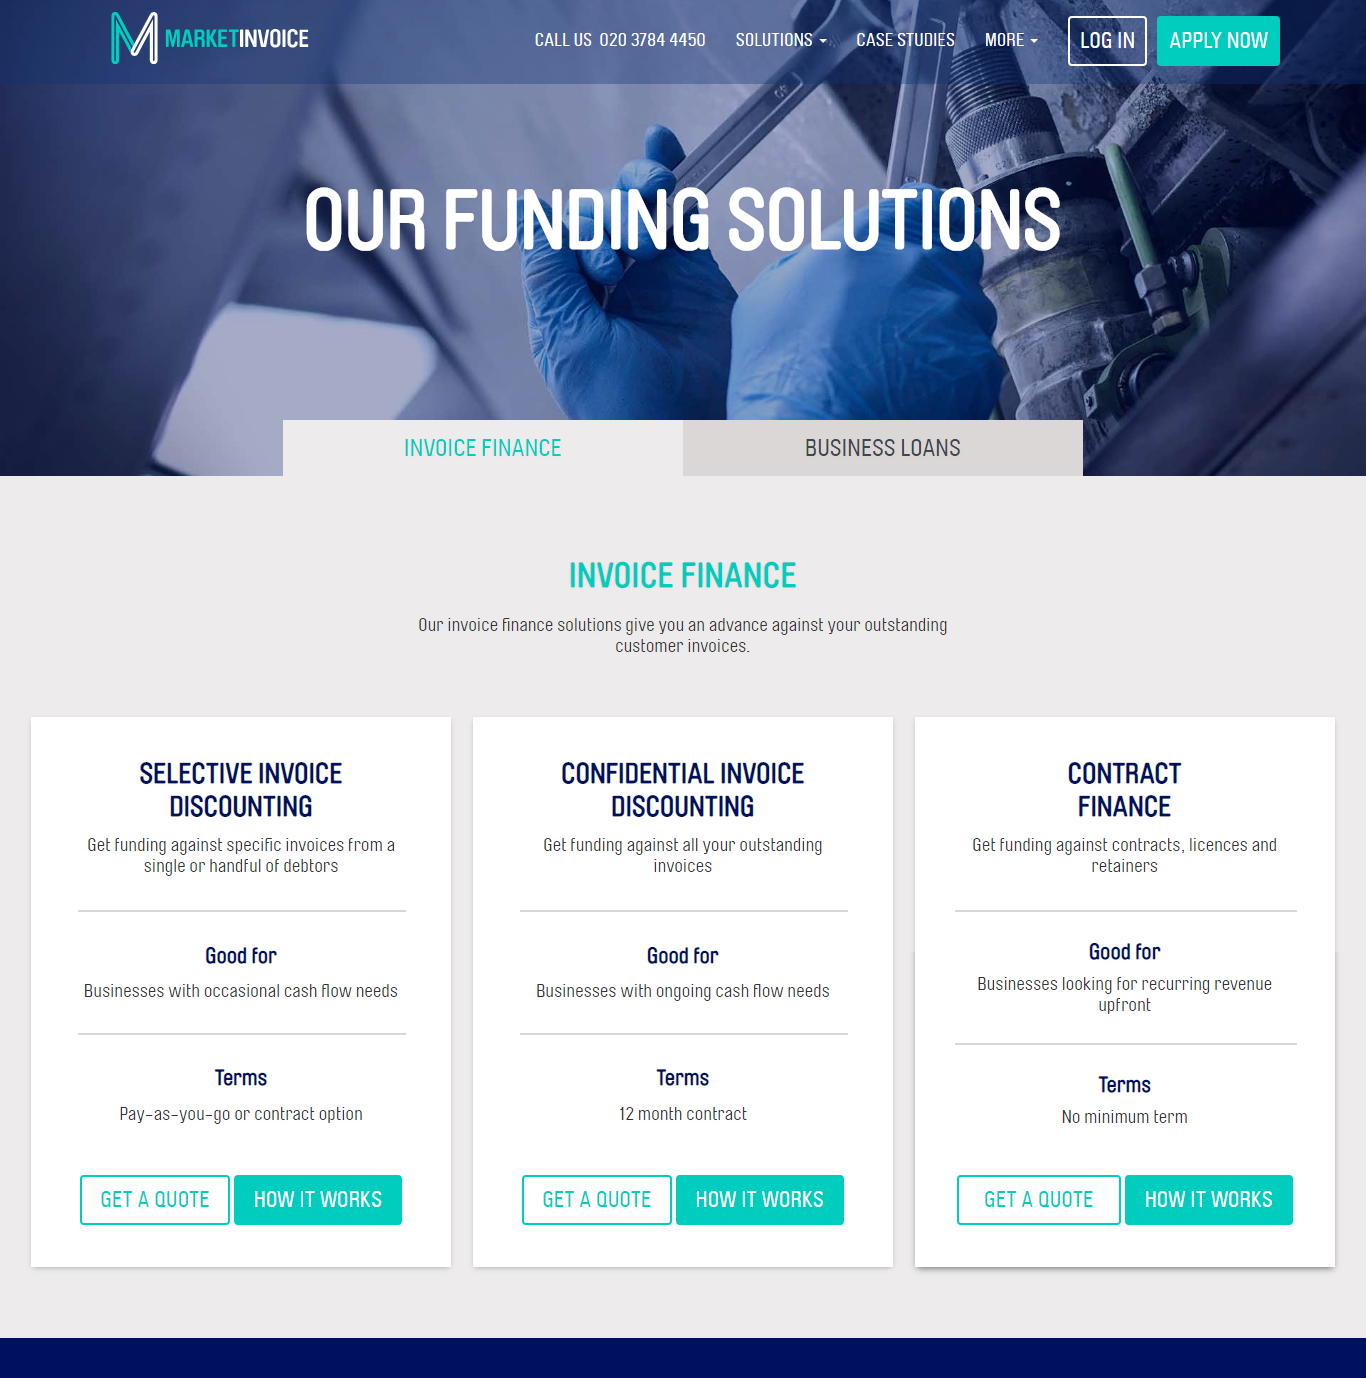 MARKETINVOICE
CALL US 020 3784 4450
SOLUTIONS
CASE STUDIES
MORE
LOG IN
APPLY NOW
OUR FUNDING SOLUTIONS
INVOICE FINANCE
BUSINESS LOANS
INVOICE FINANCE
Our invoice finance solutions give you an advance against your outstanding
customer invoices.
SELECTIVE INVOICE
DISCOUNTING
Get funding against specific invoices from a
single or handful of debtors
Good for
Businesses with occasional cash flow needs
Terms
Pay-as-you-go or contract option
GET A QUOTE
HOW IT WORKS
CONFIDENTIAL INVOICE
DISCOUNTING
Get funding against all your outstanding
invoices
Good for
Businesses with ongoing cash flow needs
Terms
12 month contract
GET A QUOTE
HOW IT WORKS
CONTRACT
FINANCE
Get funding against contracts, licences and
retainers
Good for
Businesses looking for recurring revenue
upfront
Terms
No minimum term
GET A QUOTE
HOW IT WORKS